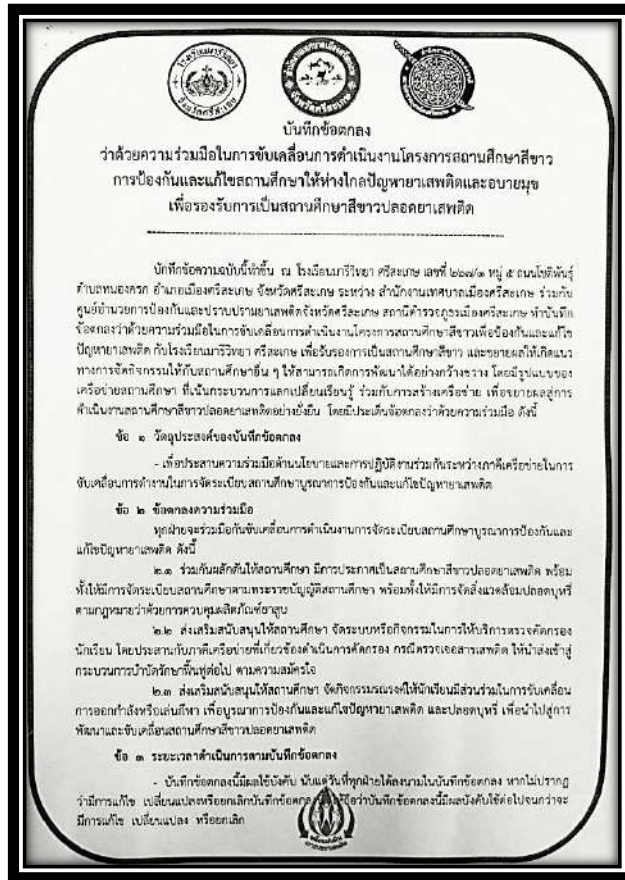 บันทึกข้อตกลง
ว่าด้วยความร่วมมือในการขับเคลื่อนการดำเนินงานโครงการสถานศึกษาสีขาว
การป้องกันและแก้ไขสถานศึกษาให้ห่างไกลปัญหายาเสพติดและอบายมุข
เพื่อรองรับการเป็นสถานศึกษาสีขาวปลอดยาเสพติด
บักทึกข้อความฉบับนี้ทำขึ้น ณ โรงเรียนมารีวิทยา ศรีสะเกษ เลขที่ ๒๖๗/๑ หมู่ ๕ ถนนโชติพันธุ์
ตำบลหนองครก อำเภอเมืองศรีสะเกษ จังหวัดศรีสะเกษ ระหว่าง สำนักงานเทศบาลเมืองศรีสะเกษ ร่วมกับ
ศูนย์อำนวยการป้องกันและปราบปรามยาเสพติดจังหวัดศรีสะเกษ สถานีตำรวจภูธรเมืองศรีสะเกษ ทำบันทึก
ข้อตกลงว่าด้วยความร่วมมือในการขับเคลื่อนการดำเนินงานโครงการสถานศึกษาสีขาวเพื่อป้องกันและแก้ไข
ปัญหายาเสพติด กับโรงเรียนมารีวิทยา ศรีสะเกษ เพื่อรับรองการเป็นสถานศึกษาสีขาว และขยายผลให้เกิดแนว
ทางการจัดกิจกรรมให้กับสถานศึกษาอื่น ๆ ให้สามารถเกิดการพัฒนาได้อย่างกว้างขวาง โดยมีรูปแบบของ
เครือข่ายสถานศึกษา ที่เน้นกระบวนการแลกเปลี่ยนเรียนรู้ ร่วมกับการสร้างเครือข่าย เพื่อขยายผลสู่การ
ดำเนินงานสถานศึกษาสีขาวปลอดยาเสพติดอย่างยั่งยืน โดยมีประเด็นข้อตกลงว่าด้วยความร่วมมือ ดังนี้
ข้อ ๑ วัตถุประสงค์ของบันทึกข้อตกลง
- เพื่อประสานความร่วมมือด้านนโยบายและการปฏิบัติงานร่วมกันระหว่างภาคีเครือข่ายในการ
ขับเคลื่อนการดำงานในการจัดระเบียบสถานศึกษาบูรณาการป้องกันและแก้ไขปัญหายาเสพติด
ข้อ ๒ ข้อตกลงความร่วมมือ
ทุกฝ่ายจะร่วมมือกันขับเคลื่อนการดำเนินงานการจัดระเบียบสถานศึกษาบูรณาการป้องกันและ
แก้ไขปัญหายาเสพติด ดังนี้
๒.๑ ร่วมกันผลักดันให้สถานศึกษา มีการประกาศเป็นสถานศึกษาสีขาวปลอดยาเสพติด พร้อม
ทั้งให้มีการจัดระเบียบสถานศึกษาตามพระราชบัญญัติสถานศึกษา พร้อมทั้งให้มีการจัดสิ่งแวดล้อมปลอดบุหรี่
ตามกฎหมายว่าด้วยการควบคุมผลิตภัณฑ์ยาสูบ
๒.๒ ส่งเสริมสนับสนุนให้สถานศึกษา จัดระบบหรือกิจกรรมในการให้บริการตรวจคัดกรอง
นักเรียน โดยประสานกับภาคีเครือข่ายที่เกี่ยวข้องดำเนินการคัดกรอง กรณีตรวจเจอสารเสพติด ให้นำส่งเข้าสู่
กระบวนการบำบัดรักษาฟื้นฟูต่อไป ตามความสมัครใจ
๒.๓ ส่งเสริมสนับสนุนให้สถานศึกษา จัดกิจกรรมรณรงค์ให้นักเรียนมีส่วนร่วมในการขับเคลื่อน
การออกกำลังหรือเล่นกีฬา เพื่อบูรณาการป้องกันและแก้ไขปัญหายาเสพติด และปลอดบุหรี่ เพื่อนำไปสู่การ
พัฒนาและขับเคลื่อนสถานศึกษาสีขาวปลอดยาเสพติด
ข้อ ๓ ระยะเวลาดำเนินการตามบันทึกข้อตกลง
- บันทึกข้อตกลงนี้มีผลใช้บังคับ นับแต่วันที่ทุกฝ่ายได้ลงนามในบันทึกข้อตกลง หากไม่ปรากฏ
ว่ามีการแก้ไข เปลี่ยนแปลงหรือยกเลิกบันทึกข้อตกลง ให้ถือว่าบันทึกข้อตกลงนี้มีผลบังคับใช้ต่อไปจนกว่าจะ
มีการแก้ไข เปลี่ยนแปลง หรือยกเลิก